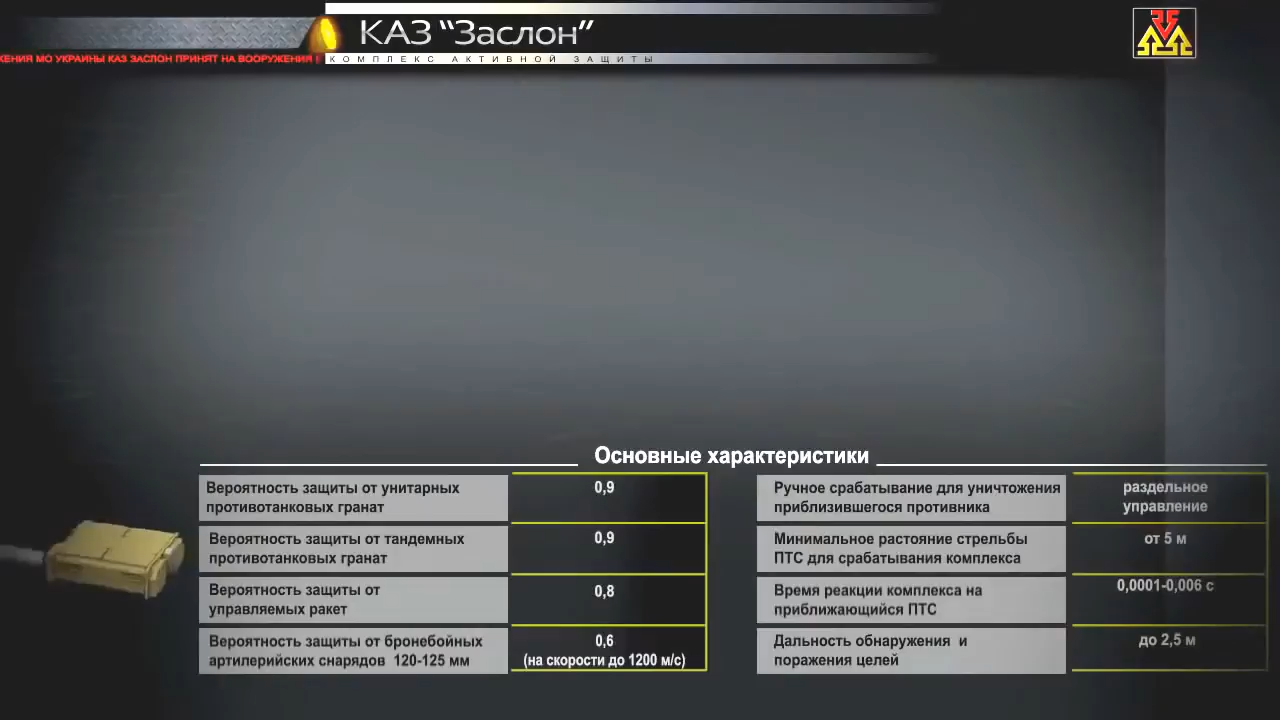 КАЗ “Заслон”
ЖЕНИЯ МО УКРАИНЫ КАЗ ЗАСЛОН ПРИНЯТ НА ВООРУЖЕНИЯ
КОМПЛЕКС АКТИВНОЙ ЗАЩИТЫ
Основные характеристики
Вероятность защиты от унитарных
противотанковых гранат
0,9
Вероятность защиты от тандемных
противотанковых гранат
0,9
Вероятность защиты от
управляемых ракет
0,8
Вероятность защиты от бронебойных
артилерийских снарядов 120-125 мм
0,6
(на скорости до 1200 м/с)
Ручное срабатывание для уничтожения
приблизившегося противника
раздельное
управление
Минимальное растояние стрельбы
ПТС для срабатывания комплекса
от 5 м
Время реакции комплекса на
приближающийся ПТС
0,0001-0,006 с
Дальность обнаружения и
поражения целей
до 2,5 м